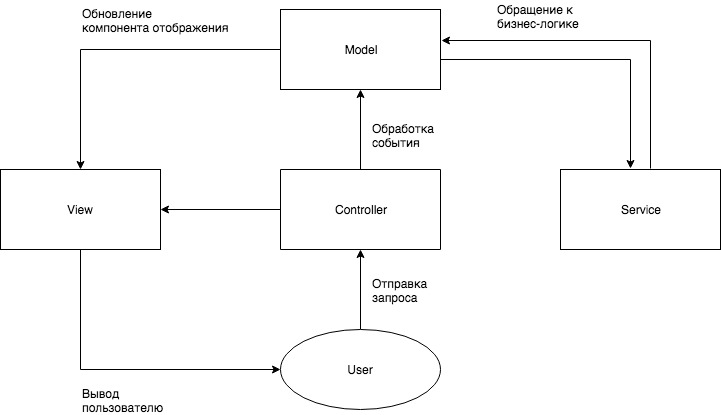 Обновление
компонента отображения
Обращение к
бизнес-логике
Model
Обработка
события
View
Controller
Service
Отправка
запроса
User
Вывод
пользователю